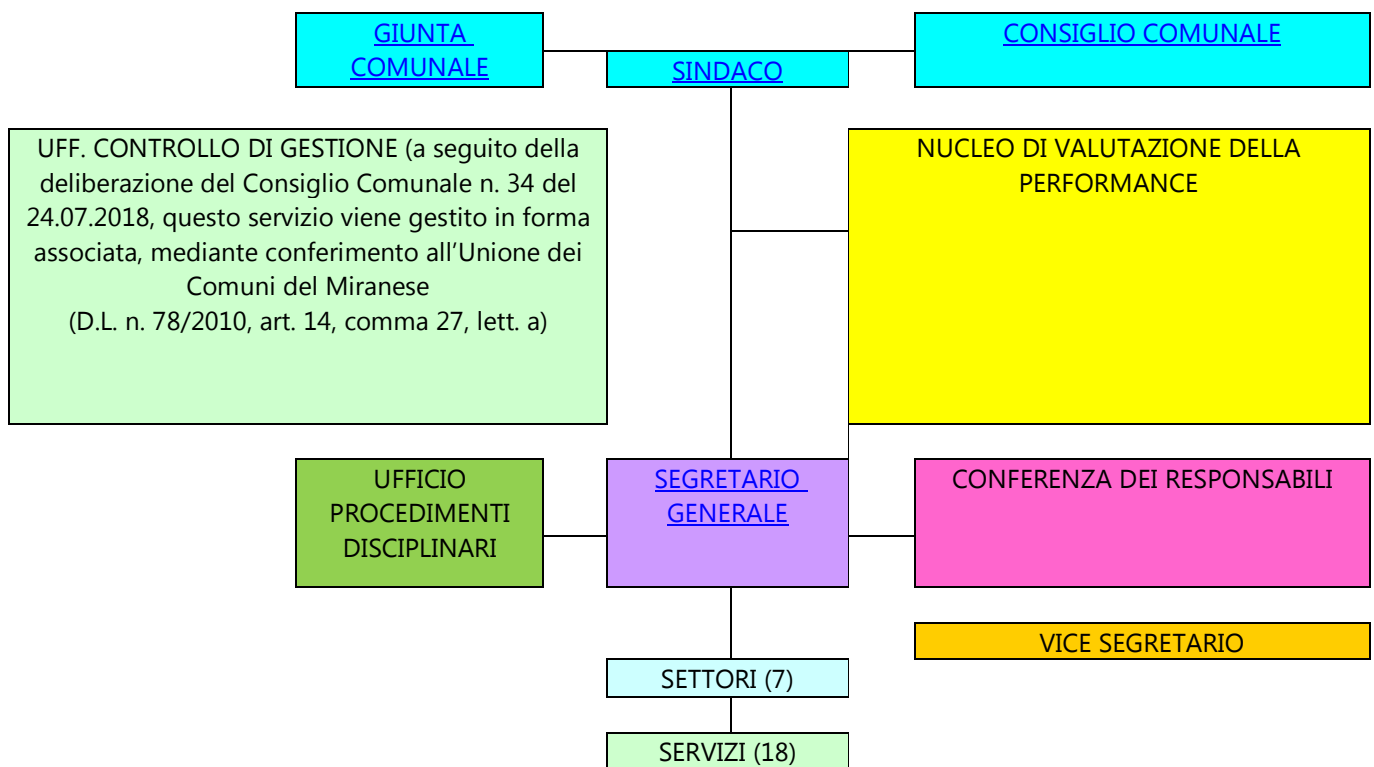 GIUNTA
COMUNALE
SINDACO
CONSIGLIO COMUNALE
UFF. CONTROLLO DI GESTIONE (a seguito della
deliberazione del Consiglio Comunale n. 34 del
24.07.2018, questo servizio viene gestito in forma
associata, mediante conferimento all’Unione dei
Comuni del Miranese
(D.L. n. 78/2010, art. 14, comma 27, lett. a)
NUCLEO DI VALUTAZIONE DELLA
PERFORMANCE
UFFICIO
PROCEDIMENTI
DISCIPLINARI
SEGRETARIO
GENERALE
CONFERENZA DEI RESPONSABILI
VICE SEGRETARIO
SETTORI (7)
SERVIZI (18)